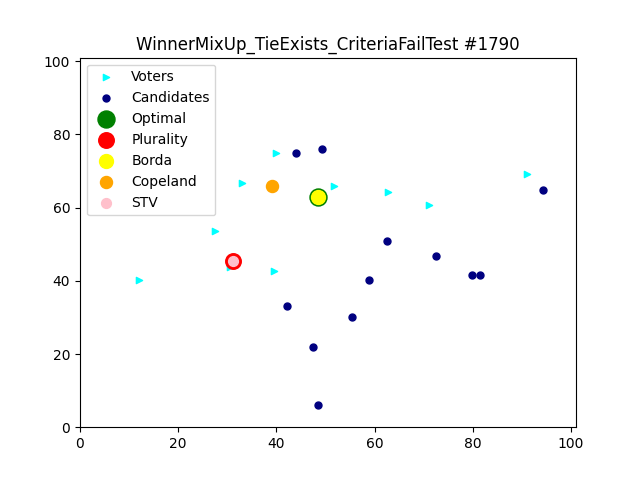 WinnerMixUp_TieExists_CriteriaFailTest #1790
Voters
Candidates
Optimal
Plurality
Borda
Copeland
STV
100
80
60
40
20
0
0 20 40 60 80 100